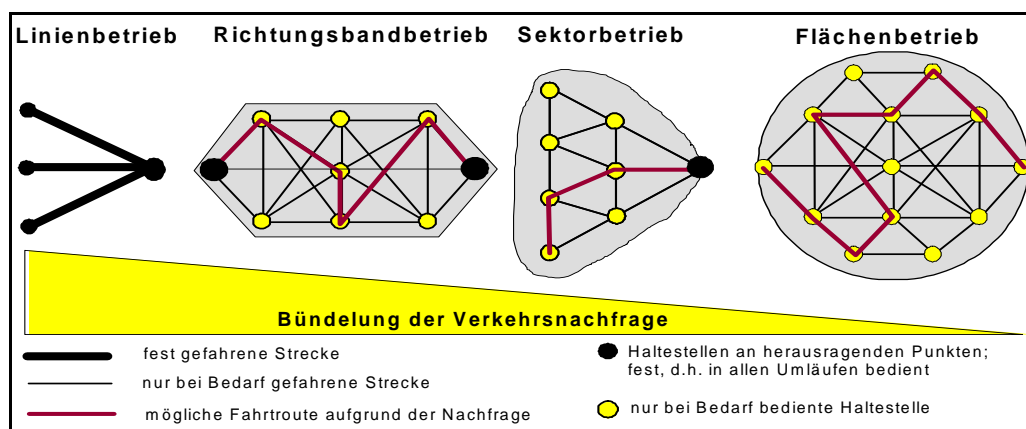 Linienbetrieb
Richtungsbandbetrieb
Sektorbetrieb
Flächenbetrieb
Bündelung der Verkehrsnachfrage
fest gefahrene Strecke
nur bei Bedarf gefahrene Strecke
mögliche Fahrtroute aufgrund der Nachfrage
Haltestellen an herausragenden Punkten;
fest, d.h. in allen Umläufen bedient
nur bei Bedarf bediente Haltestelle